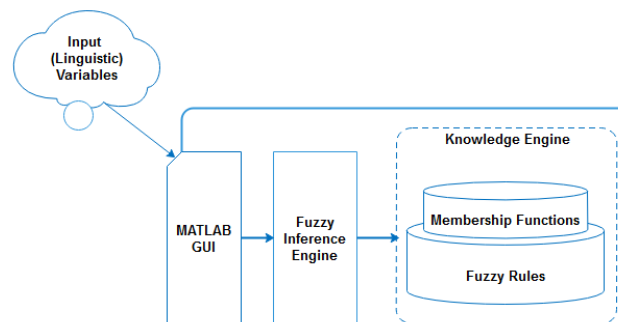 Input
(Linguistic)
Variables
Knowledge Engine
Membership Functions
Fuzzy Rules
MATLAB
GUI
Fuzzy
Inference
Engine